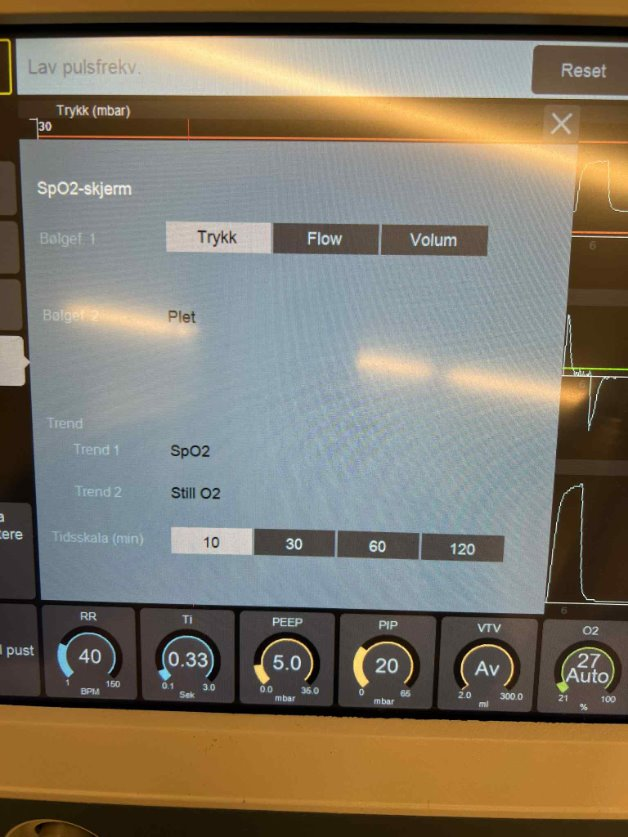 Lav pulsfrekv.
Reset
Trykk (mbar)
30
SpO2-skjerm
Bølgef. 1
Trykk Flow Volum
6
Bølgef. 2 Plet
Trend
Trend 1 SpO2
Trend 2 Still O2
Tidsskala (min) 10 30 60 120
6
RR TI PEEP PIP VTV O2
40 0.33 5.0 20 Av 27
Auto
1 150 0.1 3.0 0.0 35.0 0 65 2.0 300.0 21 100
BPM Sek mbar mbar ml %
pust